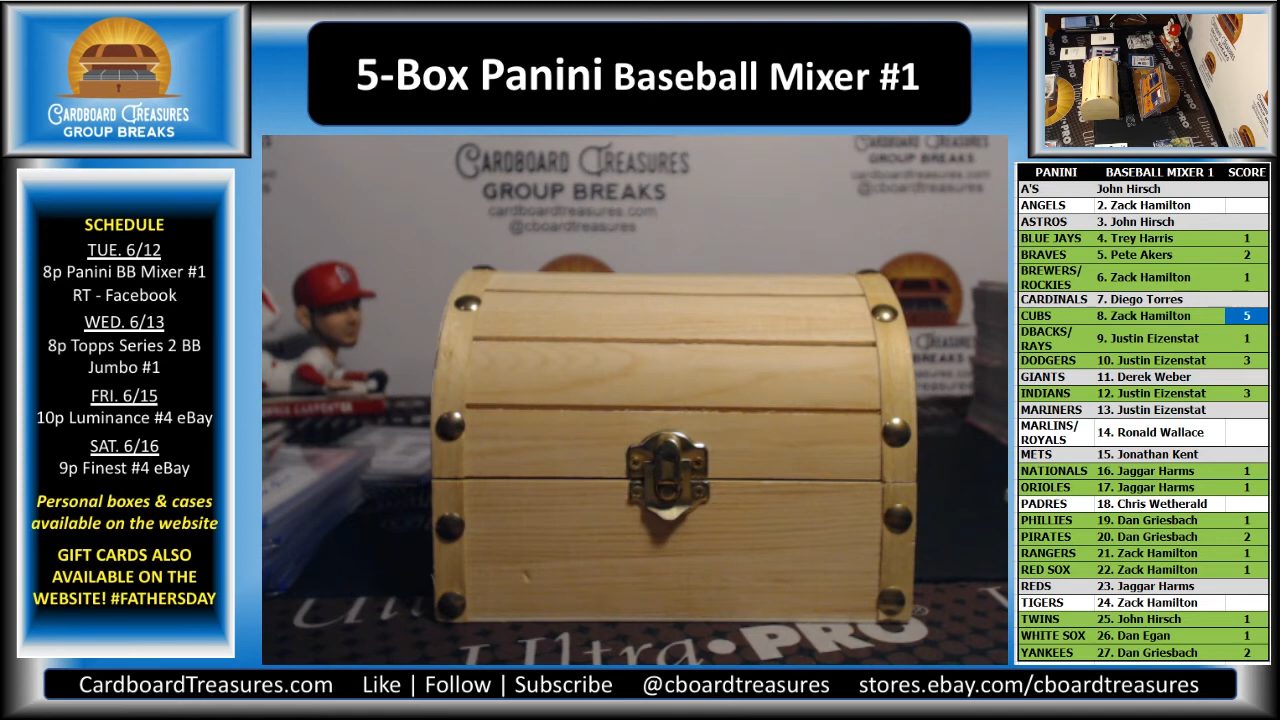 5-Box Panini Baseball Mixer #1
CARDBOARD TREASURES
GROUP BREAKS
SCHEDULE
TUE. 6/12
8p Panini BB Mixer #1
RT - Facebook
WED. 6/13
8p Topps Series 2 BB
Jumbo #1
FRI. 6/15
10p Luminance #4 eBay
SAT. 6/16
9p Finest #4 eBay
Personal boxes & cases
available on the website
GIFT CARDS ALSO
AVAILABLE ON THE
WEBSITE! #FATHERSDAY
CARDBOARD TREASURES
GROUP BREAKS
cardboardtreasures.com
@cboardtreasures
GROUP BREAKS
@cboardtreasures
Ultra•PRO
PANINI BASEBALL MIXER 1 SCORE
A'S John Hirsch
ANGELS 2. Zack Hamilton
ASTROS 3. John Hirsch
BLUE JAYS 4. Trey Harris 1
BRAVES 5. Pete Akers 2
BREWERS/
ROCKIES 6. Zack Hamilton 1
CARDINALS 7. Diego Torres
CUBS 8. Zack Hamilton 5
DBACKS/
RAYS 9. Justin Eizenstat 1
DODGERS 10. Justin Eizenstat 3
GIANTS 11. Derek Weber
INDIANS 12. Justin Eizenstat 3
MARINERS 13. Justin Eizenstat
MARLINS/
ROYALS 14. Ronald Wallace
METS 15. Jonathan Kent
NATIONALS 16. Jaggar Harms 1
ORIOLES 17. Jaggar Harms 1
PADRES 18. Chris Wetherald
PHILLIES 19. Dan Griesbach 1
PIRATES 20. Dan Griesbach 2
RANGERS 21. Zack Hamilton 1
RED SOX 22. Zack Hamilton 1
REDS 23. Jaggar Harms
TIGERS 24. Zack Hamilton
TWINS 25. John Hirsch 1
WHITE SOX 26. Dan Egan 1
YANKEES 27. Dan Griesbach 2
CardboardTreasures.com Like | Follow | Subscribe @cboardtreasures stores.ebay.com/cboardtreasures